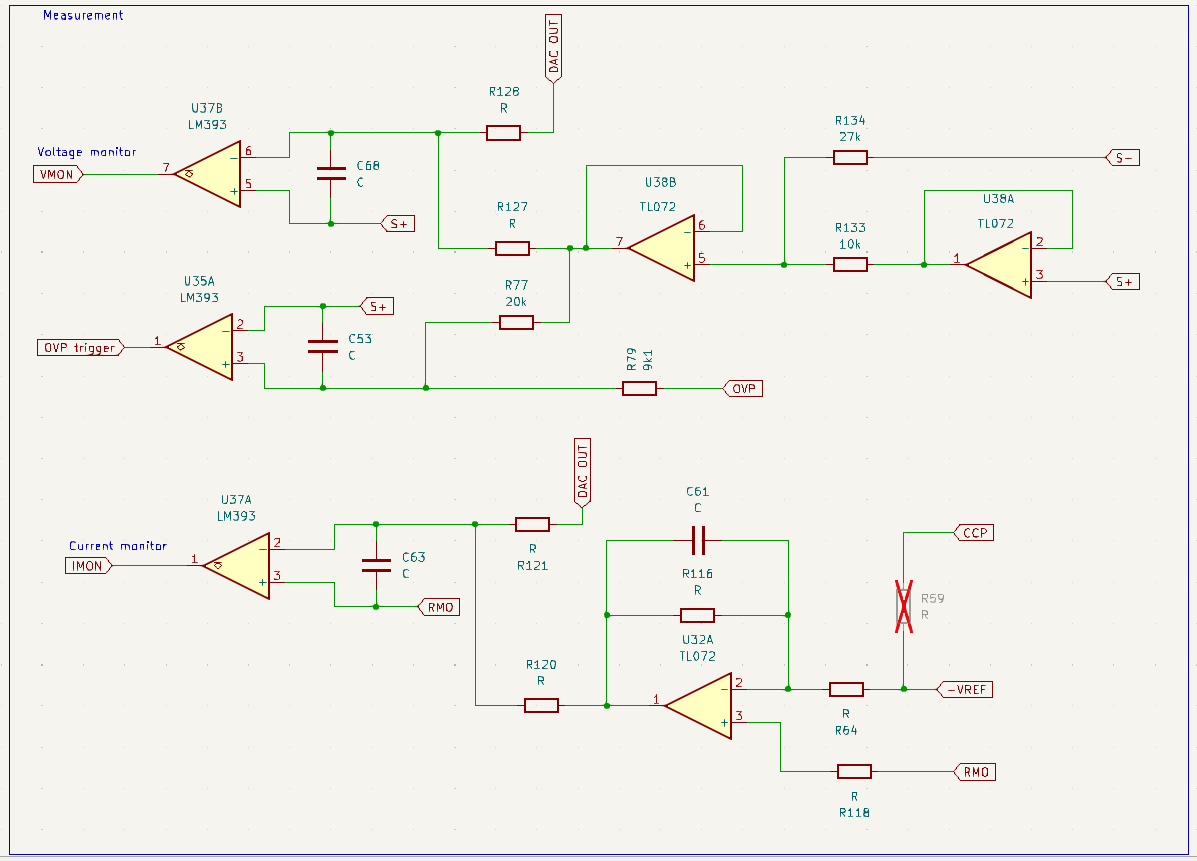 Measurement
DAC OUT
R128
R
U37B
LM393
Voltage monitor
VMON
7
6
5
-
+
C68
C
S+
R127
R
R134
27k
S-
U38B
TL072
6
7
5
-
+
R133
10k
U38A
TL072
2
1
3
-
+
S+
U35A
LM393
R77
20k
S+
OVP trigger
1
2
3
-
+
C53
C
R79
9k1
OVP
DAC OUT
U37A
LM393
Current monitor
IMON
1
2
3
-
+
C63
C
RMO
R
R121
C61
C
R116
R
U32A
TL072
CCP
R59
R
R120
R
1
2
3
-
+
R
R64
-VREF
RMO
R
R118